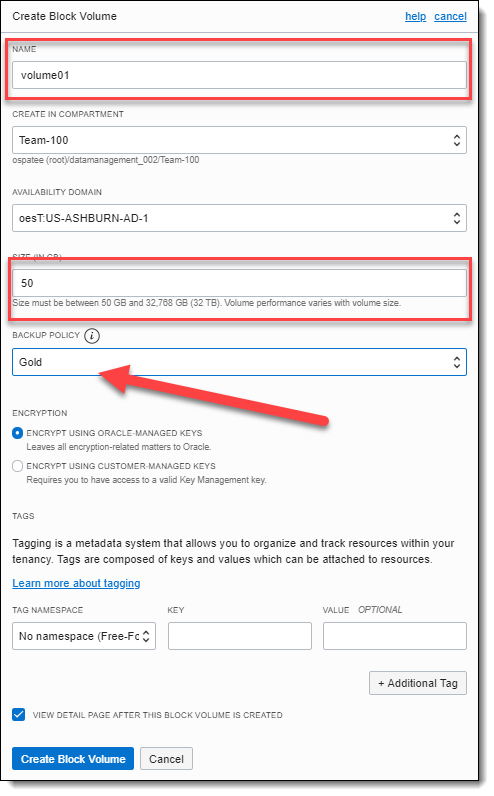 Create Block Volume help cancel
NAME
volume01
CREATE IN COMPARTMENT
Team-100
ospatee (root)/datamanagement_002/Team-100
AVAILABILITY DOMAIN
oesT:US-ASHBURN-AD-1
SIZE (IN GB)
50
Size must be between 50 GB and 32,768 GB (32 TB). Volume performance varies with volume size.
BACKUP POLICY i
Gold
ENCRYPTION
ENCRYPT USING ORACLE-MANAGED KEYS
Leaves all encryption-related matters to Oracle.
ENCRYPT USING CUSTOMER-MANAGED KEYS
Requires you to have access to a valid Key Management key.
TAGS
Tagging is a metadata system that allows you to organize and track resources within your
tenancy. Tags are composed of keys and values which can be attached to resources.
Learn more about tagging
TAG NAMESPACE KEY VALUE OPTIONAL
No namespace (Free-Fo
+ Additional Tag
VIEW DETAIL PAGE AFTER THIS BLOCK VOLUME IS CREATED
Create Block Volume Cancel